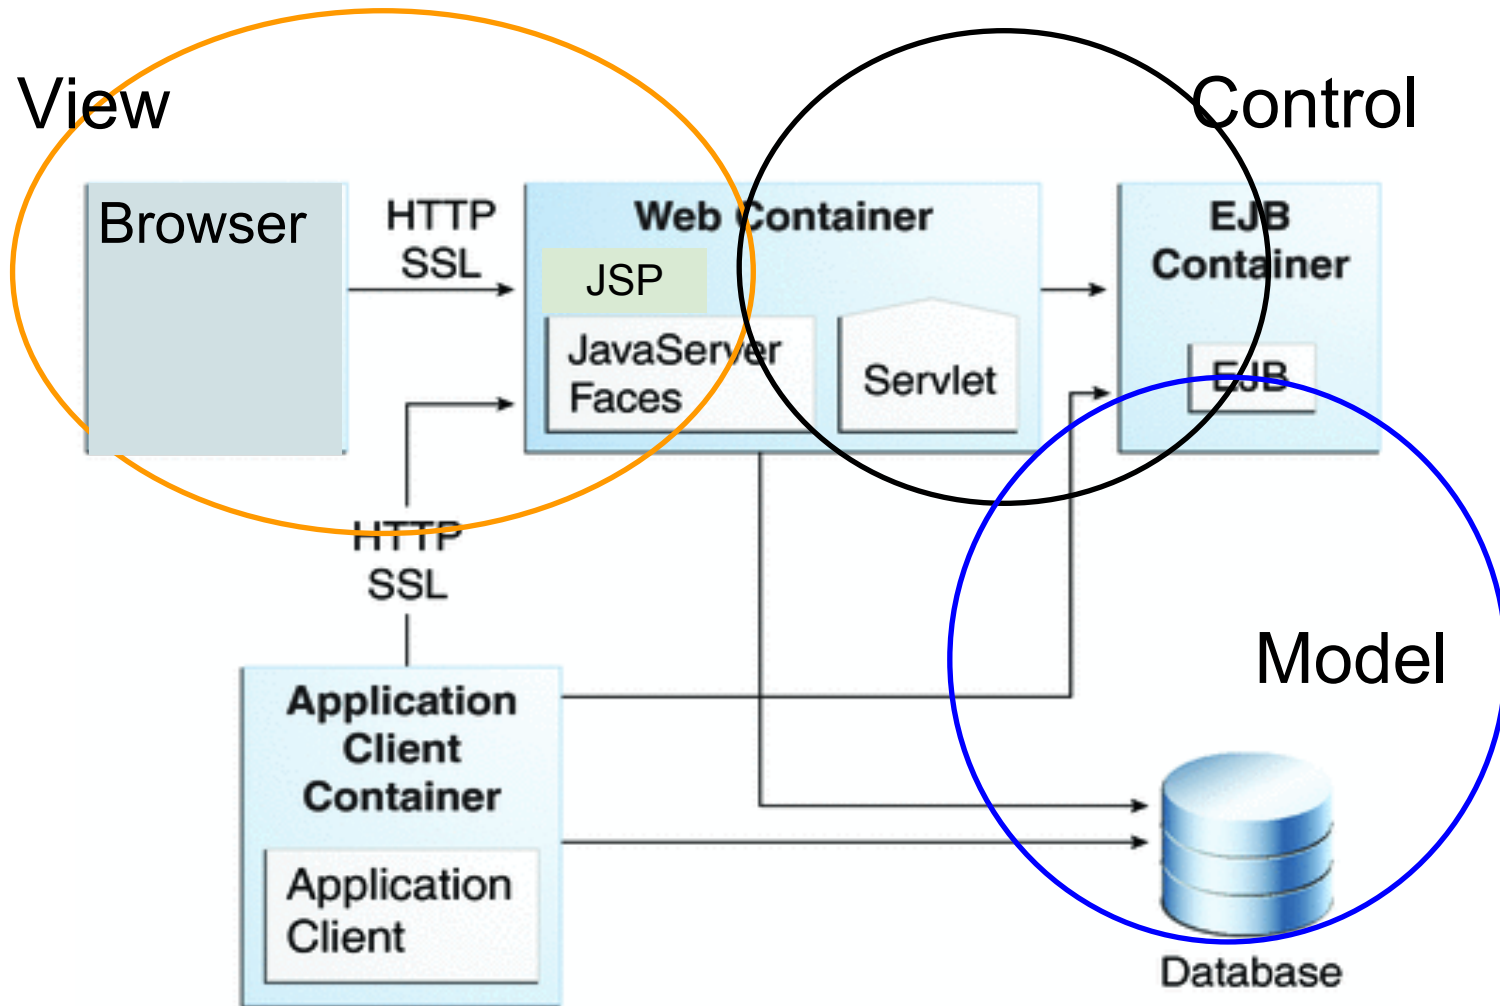 View
Control
Browser
HTTP
SSL
Web Container
JSP
JavaServer
Faces
Servlet
EJB
Container
EJB
HTTP
SSL
Model
Application
Client
Container
Application
Client
Database